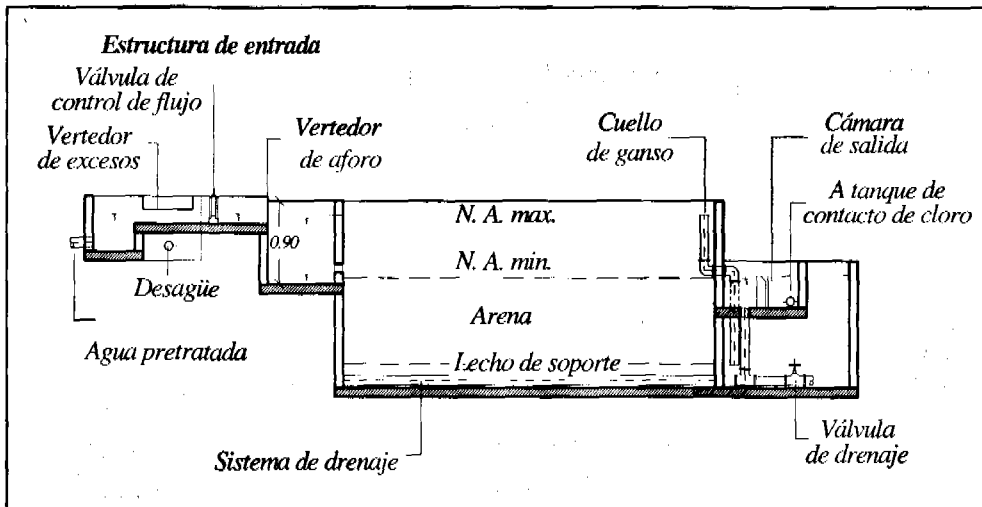 Estructura de entrada
Válvula de
control de flujo
Vertedor
de excesos
Vertedor
de aforo
Cuello
de ganso
Cámara
de salida
A tanque de
contacto de cloro
N. A. max.
0.90
N. A. min.
Desagüe
Arena
Agua pretratada
Lecho de soporte
Sistema de drenaje
Válvula
de drenaje